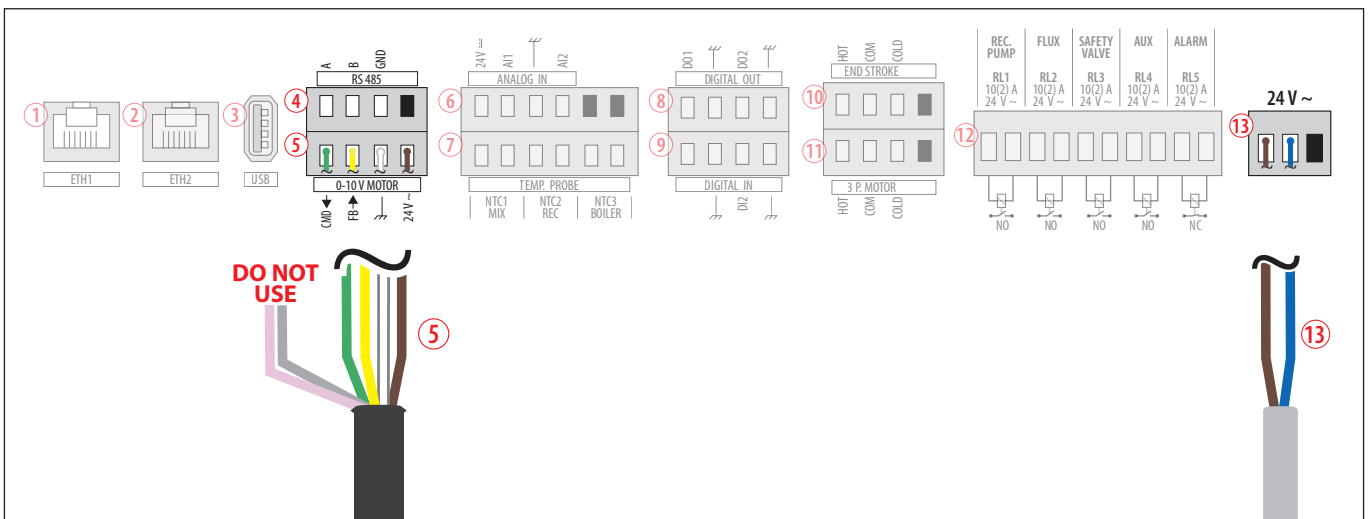 REC. PUMP
FLUX
SAFETY VALVE
AUX
ALARM
RL1 10(2) A 24 V ~
RL2 10(2) A 24 V ~
RL3 10(2) A 24 V ~
RL4 10(2) A 24 V ~
RL5 10(2) A 24 V ~
A
B
GND
RS 485
24 V ⎓
AI1
AI2
ANALOG IN
DO1
DO2
DIGITAL OUT
HOT
COM
COLD
END STROKE
24 V ~
1
2
3
4
5
6
7
8
9
10
11
12
13
ETH1
ETH2
USB
0-10 V MOTOR
CMD
FB
24 V ~
TEMP. PROBE
NTC1 MIX
NTC2 REC
NTC3 BOILER
DIGITAL IN
DI2
3 P. MOTOR
HOT
COM
COLD
NO
NO
NO
NO
NC
DO NOT
USE
5
13